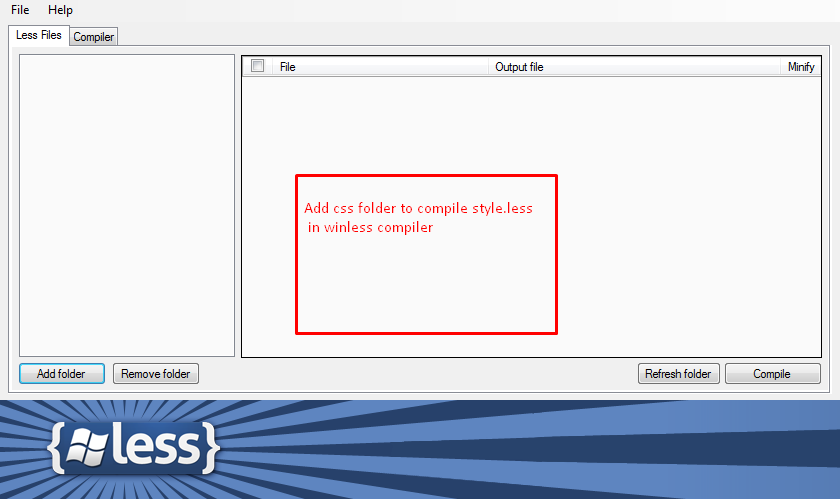 File Help
Less Files Compiler
File Output file Minify
Add css folder to compile style.less
in winless compiler
Add folder Remove folder Refresh folder Compile
{less}